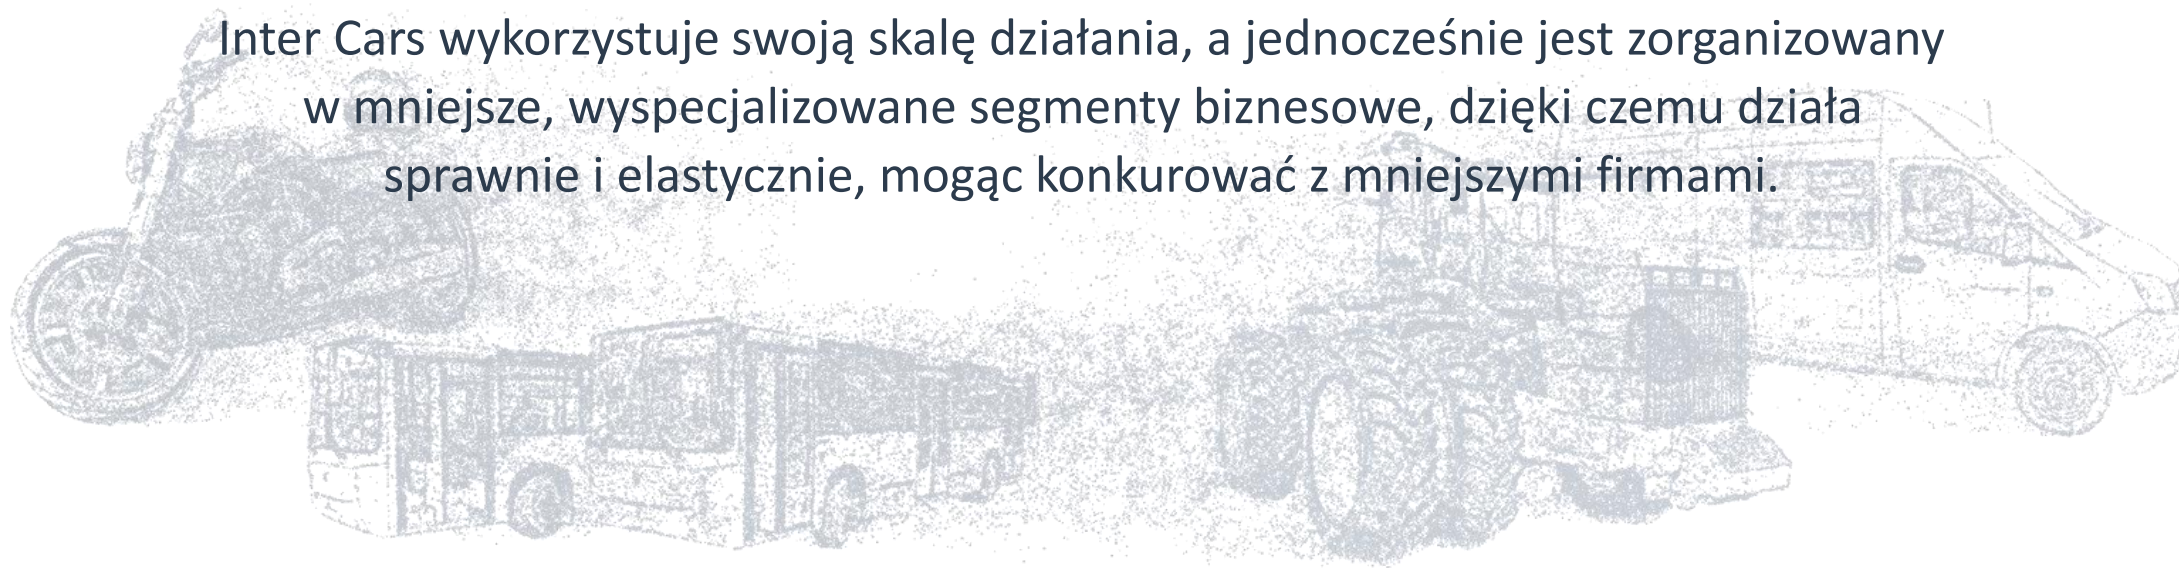 Inter Cars wykorzystuje swoją skalę działania, a jednocześnie jest zorganizowany
w mniejsze, wyspecjalizowane segmenty biznesowe, dzięki czemu działa
sprawnie i elastycznie, mogąc konkurować z mniejszymi firmami.